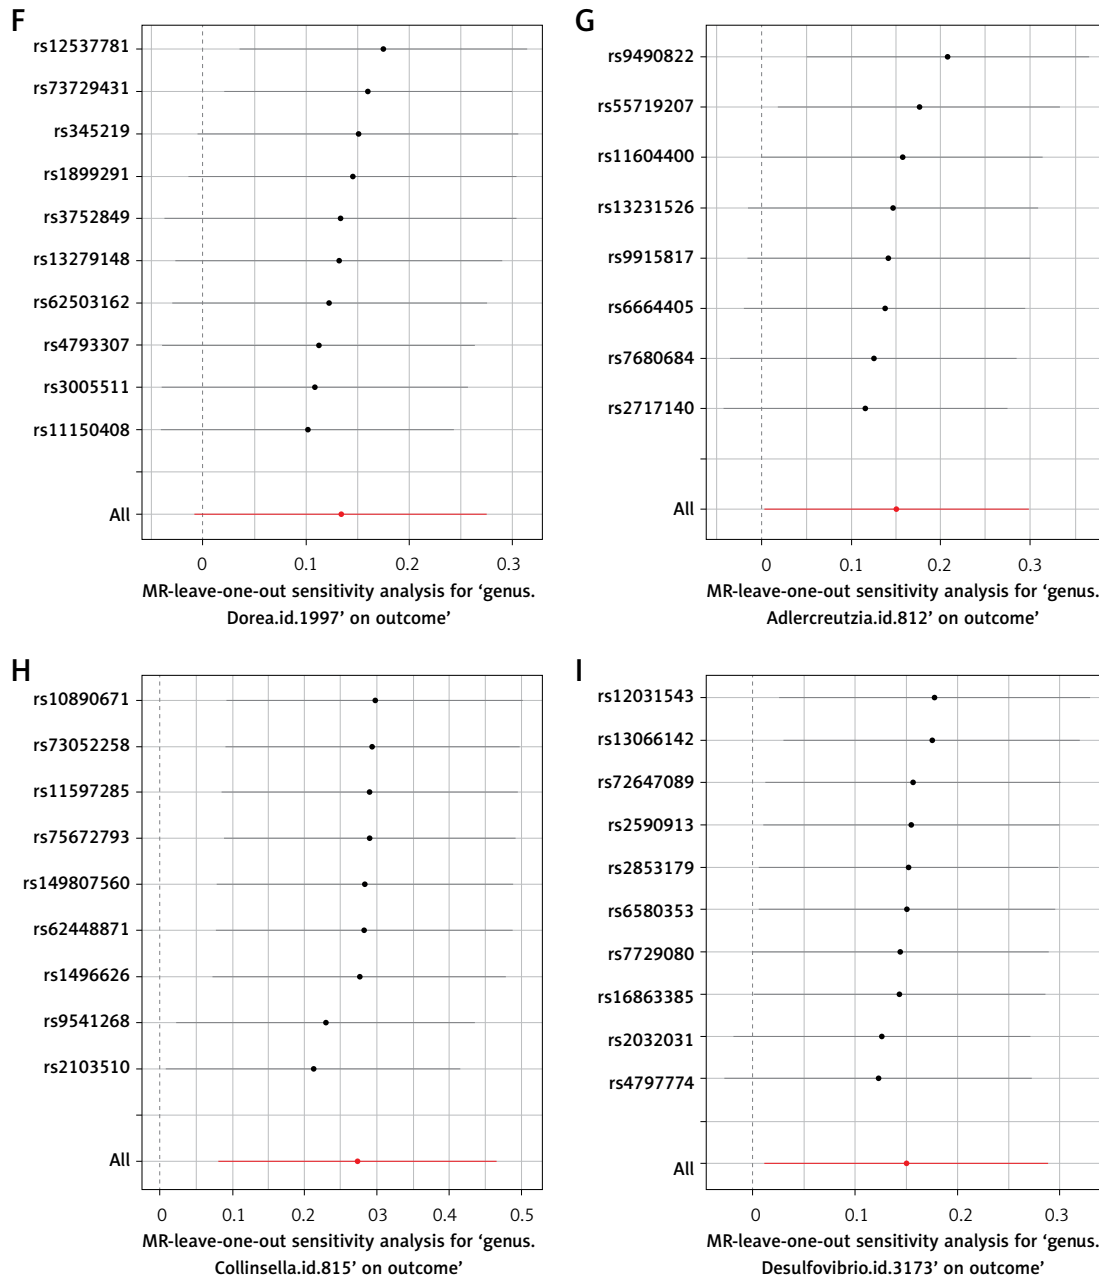 F
rs12537781
rs73729431
rs345219
rs1899291
rs3752849
rs13279148
rs62503162
rs4793307
rs3005511
rs11150408
All
0 0.1 0.2 0.3
MR-leave-one-out sensitivity analysis for ‘genus.
Dorea.id.1997’ on outcome’
G
rs9490822
rs55719207
rs11604400
rs13231526
rs9915817
rs6664405
rs7680684
rs2717140
All
0 0.1 0.2 0.3
MR-leave-one-out sensitivity analysis for ‘genus.
Adlercreutzia.id.812’ on outcome’
H
rs10890671
rs73052258
rs11597285
rs75672793
rs149807560
rs62448871
rs1496626
rs9541268
rs2103510
All
0 0.1 0.2 03 0.4 0.5
MR-leave-one-out sensitivity analysis for ‘genus.
Collinsella.id.815’ on outcome’
I
rs12031543
rs13066142
rs72647089
rs2590913
rs2853179
rs6580353
rs7729080
rs16863385
rs2032031
rs4797774
All
0 0.1 0.2 0.3
MR-leave-one-out sensitivity analysis for ‘genus.
Desulfovibrio.id.3173’ on outcome’